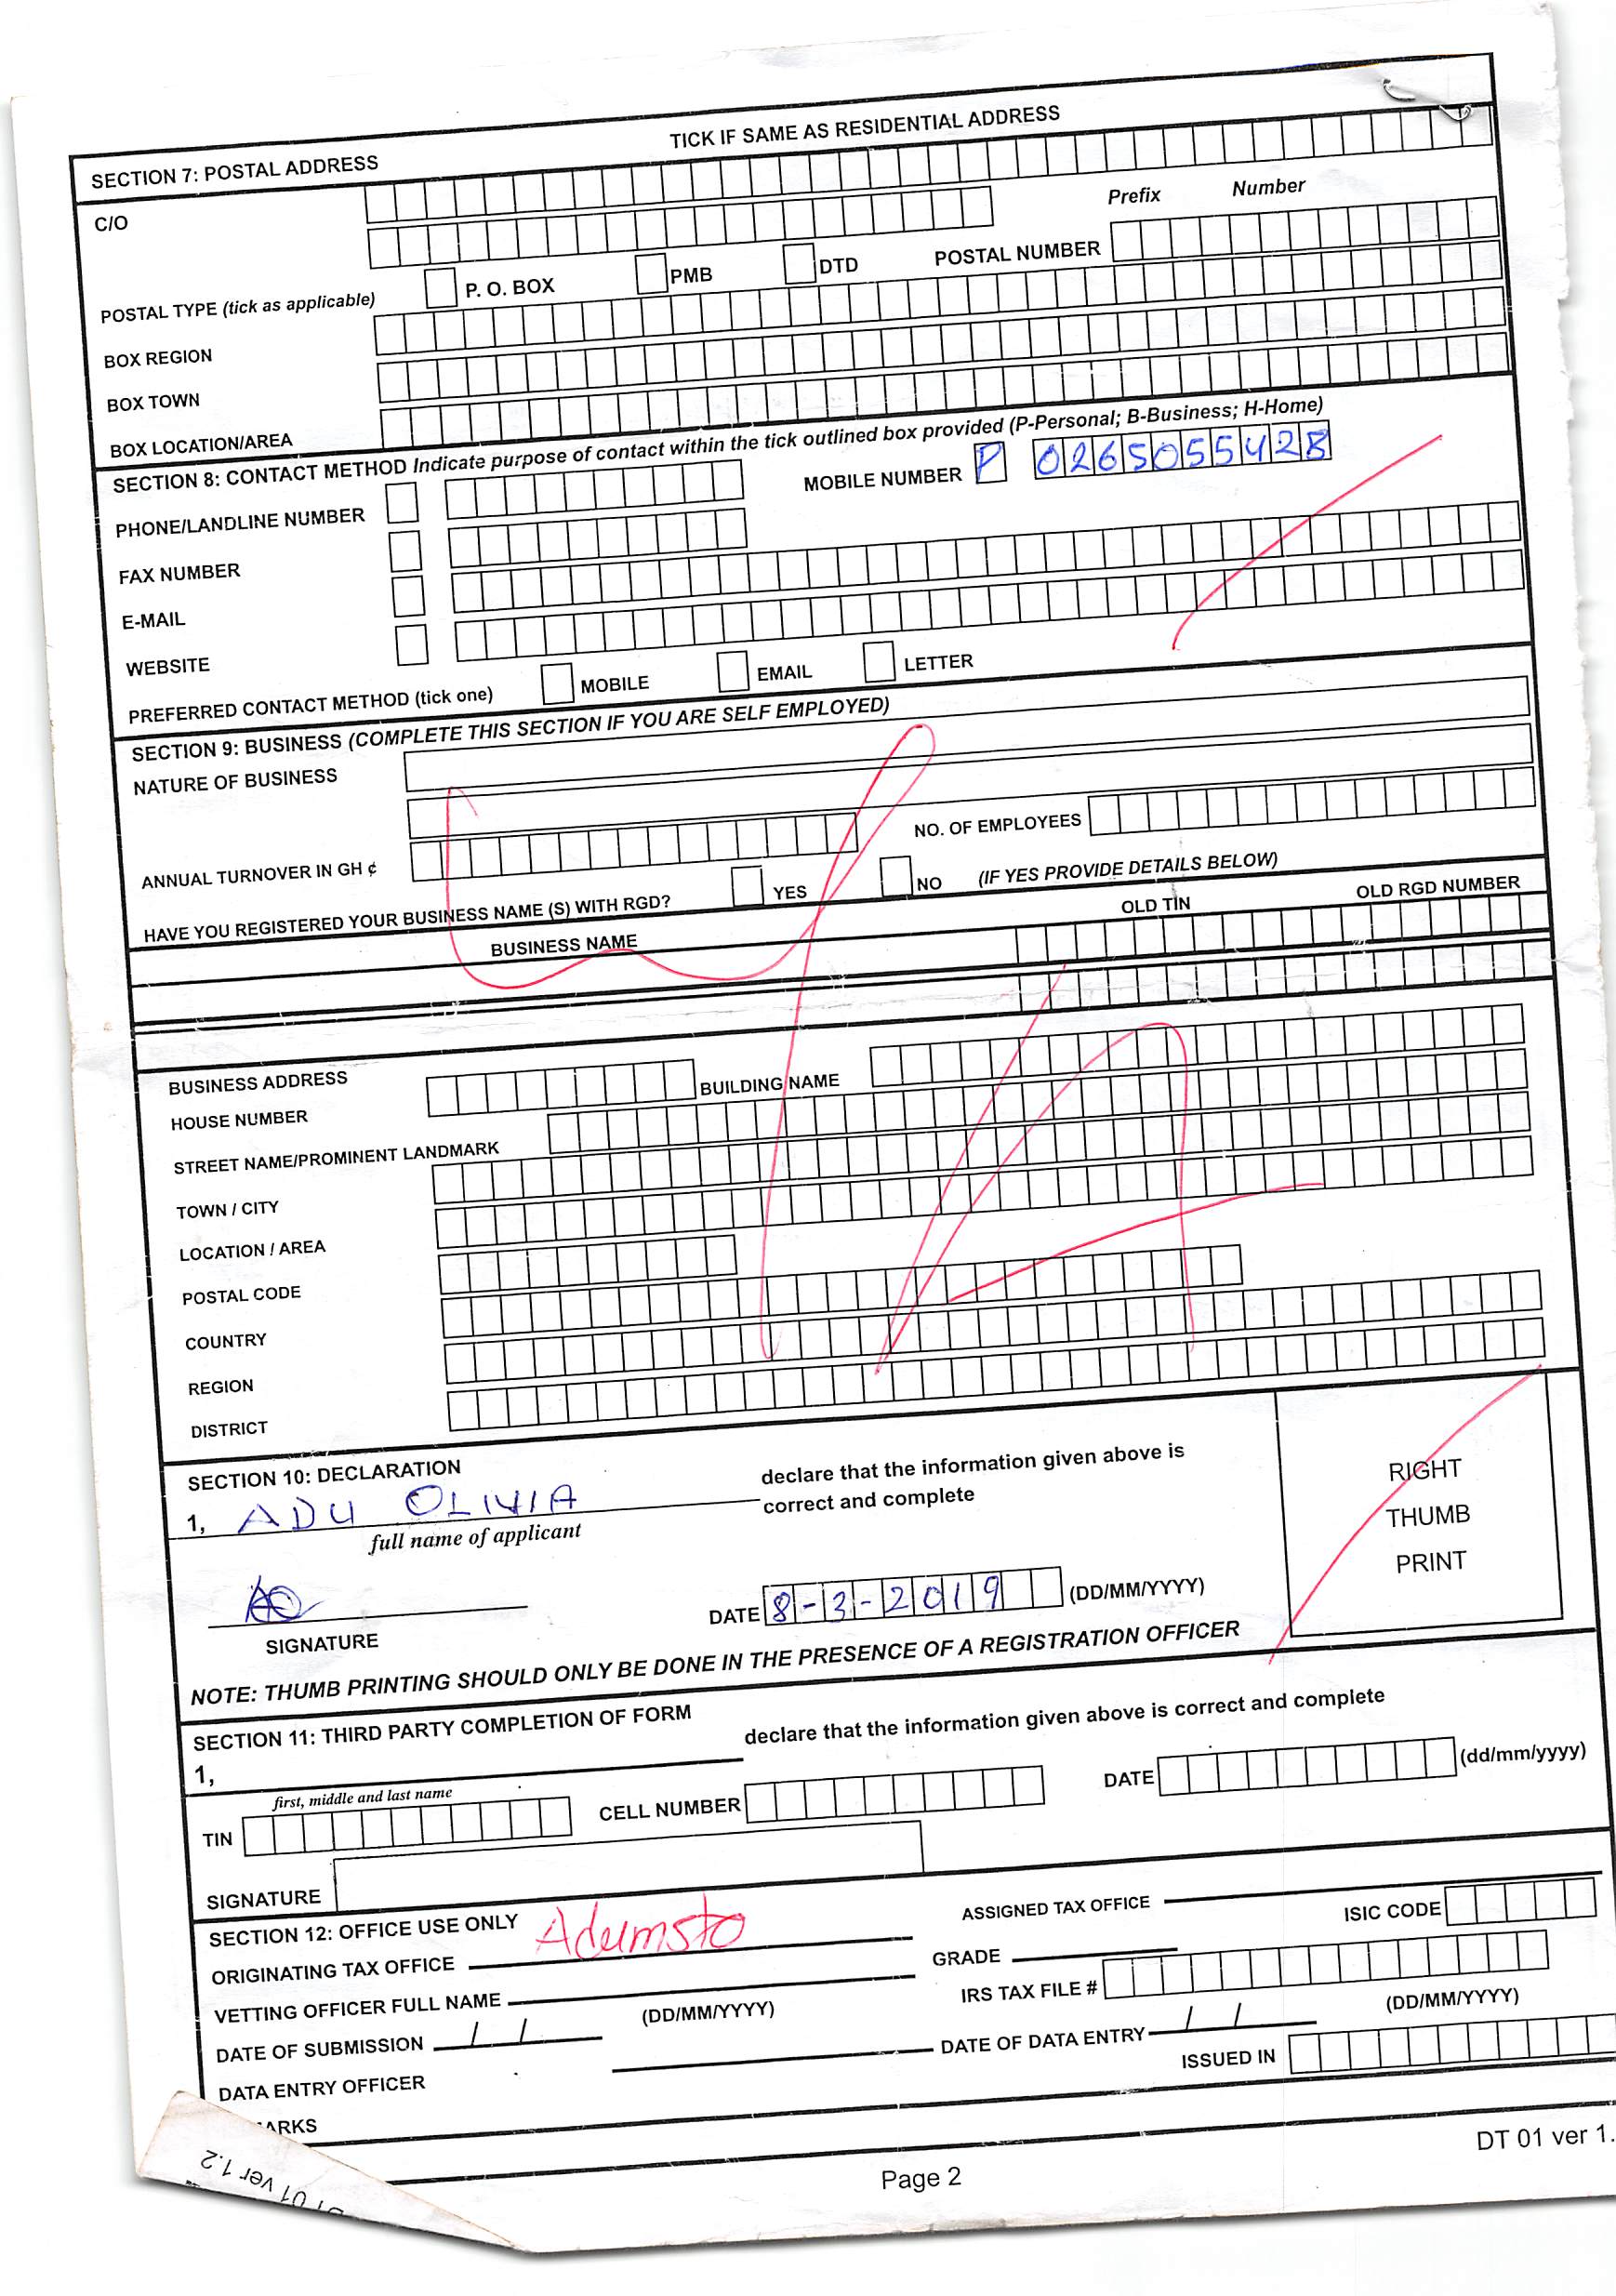 SECTION 7: POSTAL ADDRESS TICK IF SAME AS RESIDENTIAL ADDRESS
C/O
Prefix Number
POSTAL TYPE (tick as applicable) P. O. BOX PMB DTD POSTAL NUMBER
BOX REGION
BOX TOWN
BOX LOCATION/AREA
SECTION 8: CONTACT METHOD Indicate purpose of contact within the tick outlined box provided (P-Personal; B-Business; H-Home)
PHONE/LANDLINE NUMBER MOBILE NUMBER P 0265055428
FAX NUMBER
E-MAIL
WEBSITE
PREFERRED CONTACT METHOD (tick one) MOBILE EMAIL LETTER
SECTION 9: BUSINESS (COMPLETE THIS SECTION IF YOU ARE SELF EMPLOYED)
NATURE OF BUSINESS
ANNUAL TURNOVER IN GH ¢ NO. OF EMPLOYEES
HAVE YOU REGISTERED YOUR BUSINESS NAME (S) WITH RGD? YES NO (IF YES PROVIDE DETAILS BELOW)
BUSINESS NAME OLD TIN OLD RGD NUMBER
BUSINESS ADDRESS
HOUSE NUMBER BUILDING NAME
STREET NAME/PROMINENT LANDMARK
TOWN / CITY
LOCATION / AREA
POSTAL CODE
COUNTRY
REGION
DISTRICT
SECTION 10: DECLARATION
1, ADU OLIVIA declare that the information given above is
full name of applicant correct and complete
RIGHT
THUMB
PRINT
SIGNATURE DATE 8-3-2019 (DD/MM/YYYY)
NOTE: THUMB PRINTING SHOULD ONLY BE DONE IN THE PRESENCE OF A REGISTRATION OFFICER
SECTION 11: THIRD PARTY COMPLETION OF FORM
1, declare that the information given above is correct and complete
first, middle and last name
TIN CELL NUMBER DATE (dd/mm/yyyy)
SIGNATURE
SECTION 12: OFFICE USE ONLY ASSIGNED TAX OFFICE ISIC CODE
ORIGINATING TAX OFFICE Adumsto GRADE
VETTING OFFICER FULL NAME IRS TAX FILE #
DATE OF SUBMISSION / / (DD/MM/YYYY) DATE OF DATA ENTRY / / (DD/MM/YYYY)
DATA ENTRY OFFICER ISSUED IN
ARKS
DT 01 ver 1.2
Page 2
DT 01 ver 1.